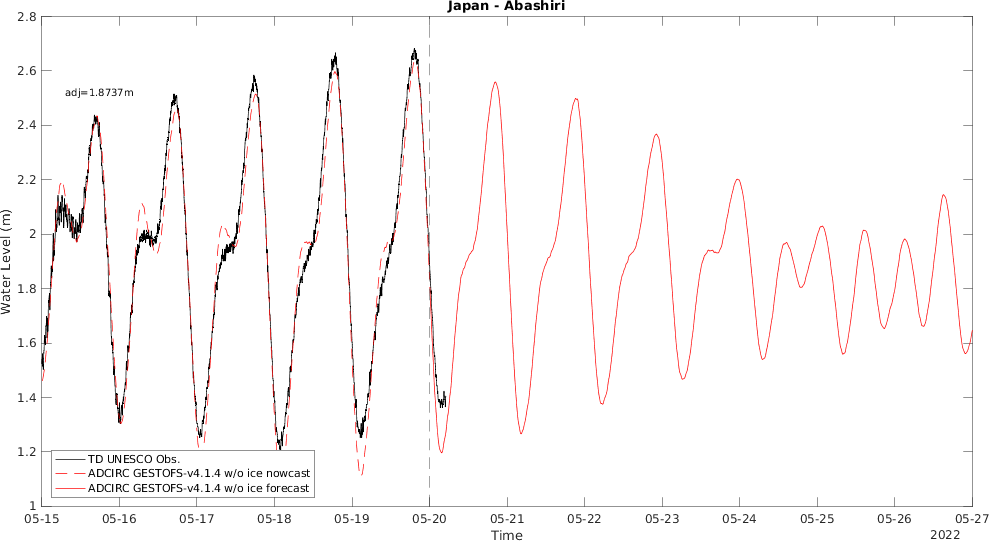 Japan - Abashiri
2.8
2.6
2.4
2.2
2
1.8
1.6
1.4
1.2
1
Water Level (m)
adj=1.8737m
TD UNESCO Obs.
ADCIRC GESTOFS-v4.1.4 w/o ice nowcast
ADCIRC GESTOFS-v4.1.4 w/o ice forecast
05-15 05-16 05-17 05-18 05-19 05-20 05-21 05-22 05-23 05-24 05-25 05-26 05-27
Time
2022